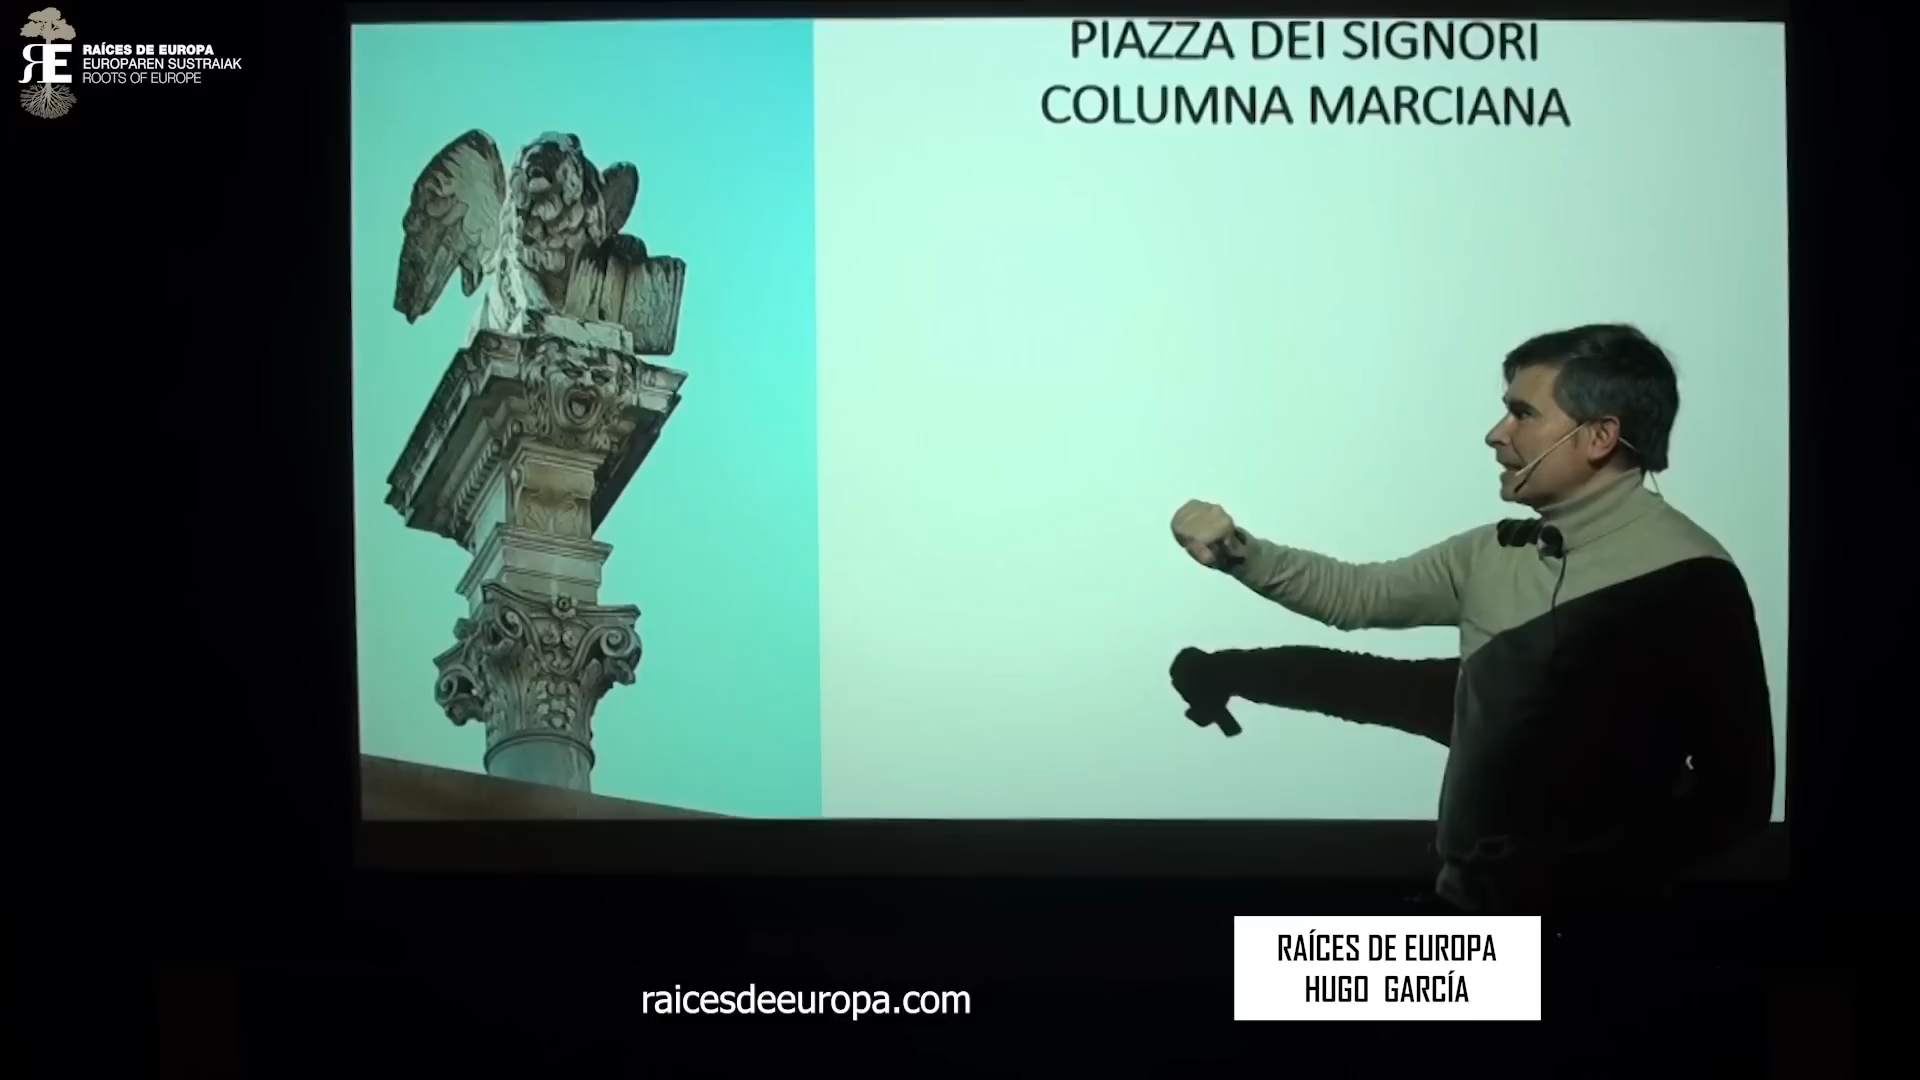 RAÍCES DE EUROPA
EUROPAREN SUSTRAIAK
ROOTS OF EUROPE
PIAZZA DEI SIGNORI
COLUMNA MARCIANA
RAÍCES DE EUROPA
HUGO GARCÍA
raicesdeeuropa.com